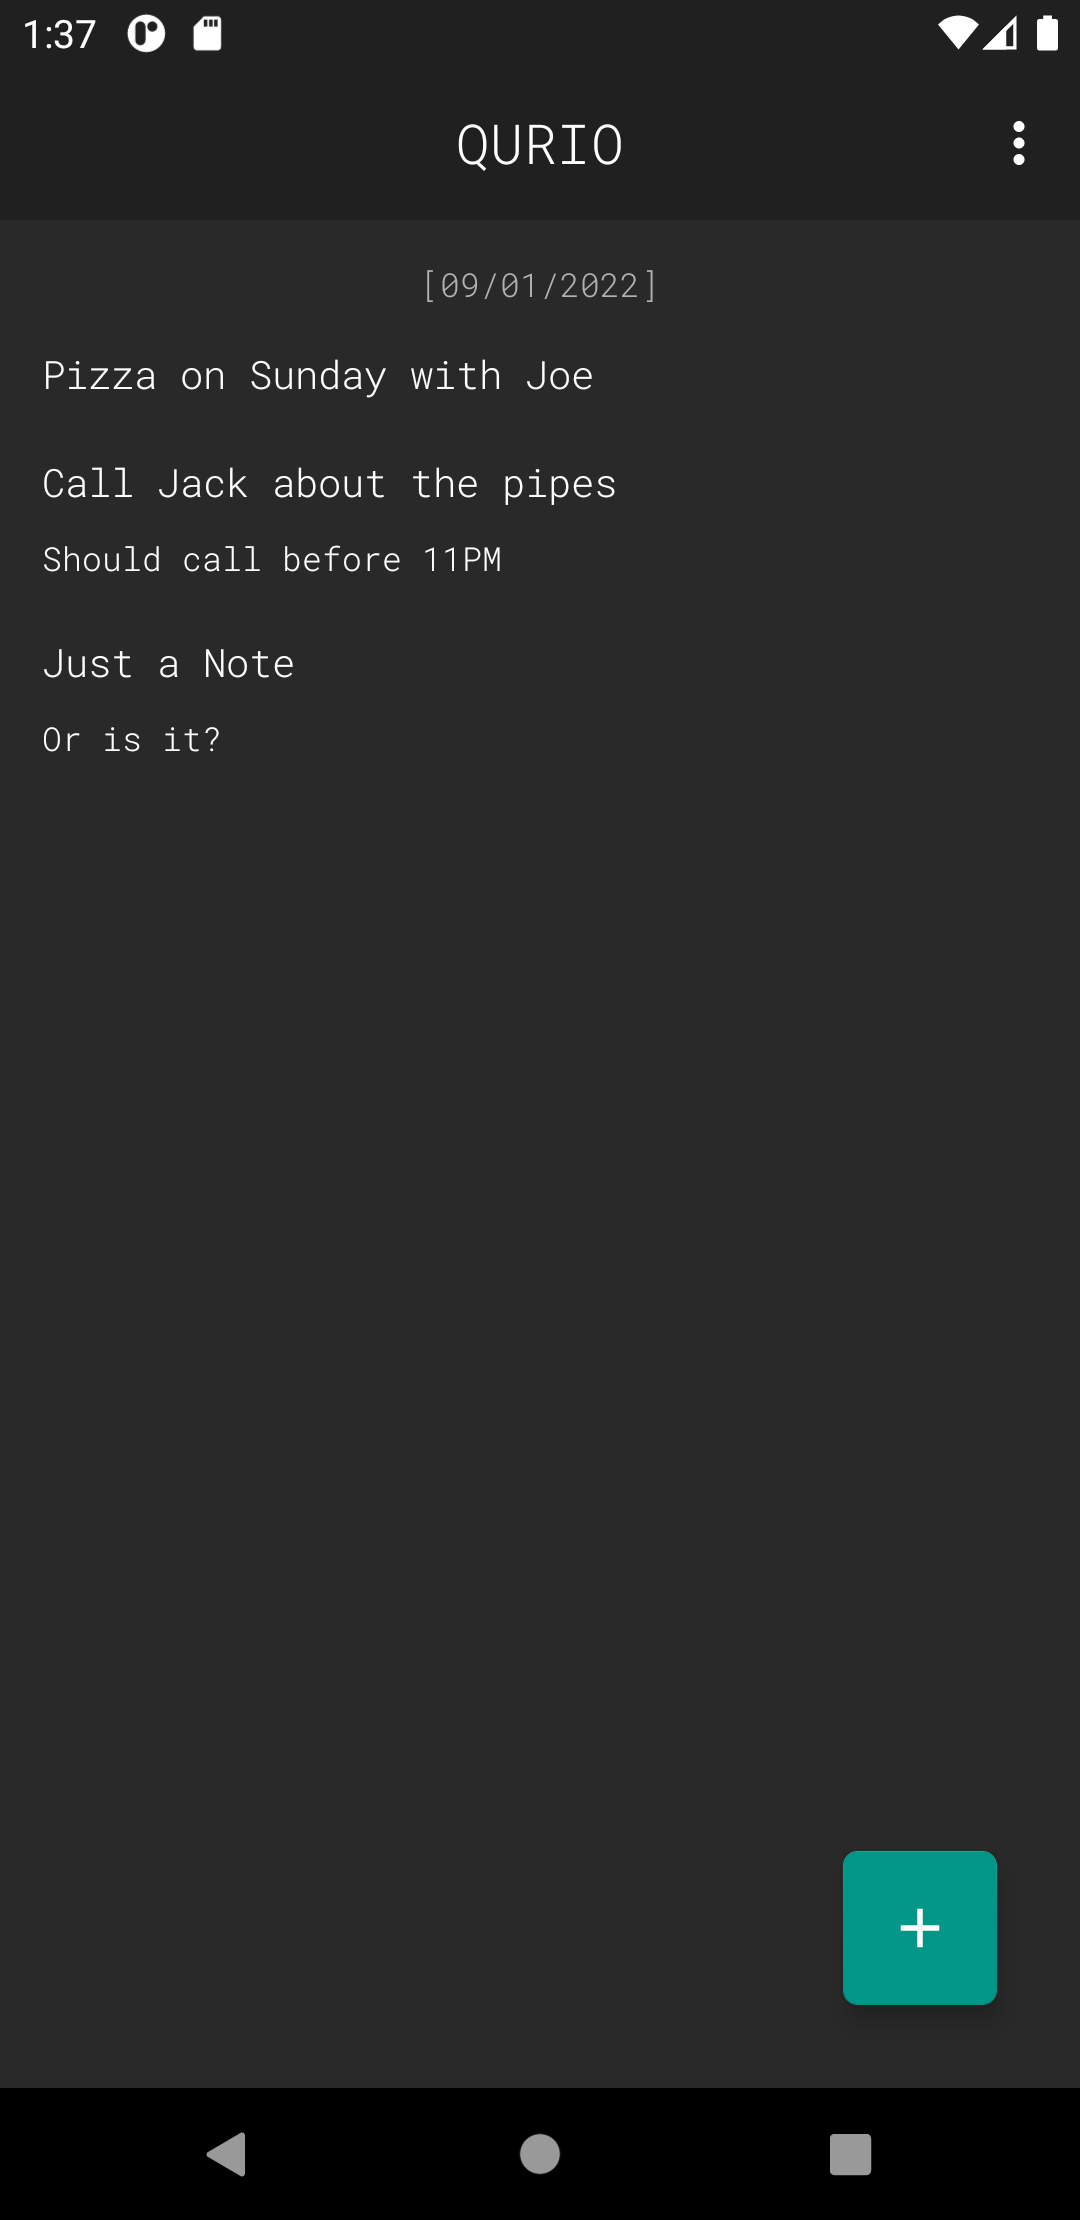 1:37
QURIO
[09/01/2022]
Pizza on Sunday with Joe
Call Jack about the pipes
Should call before 11PM
Just a Note
Or is it?